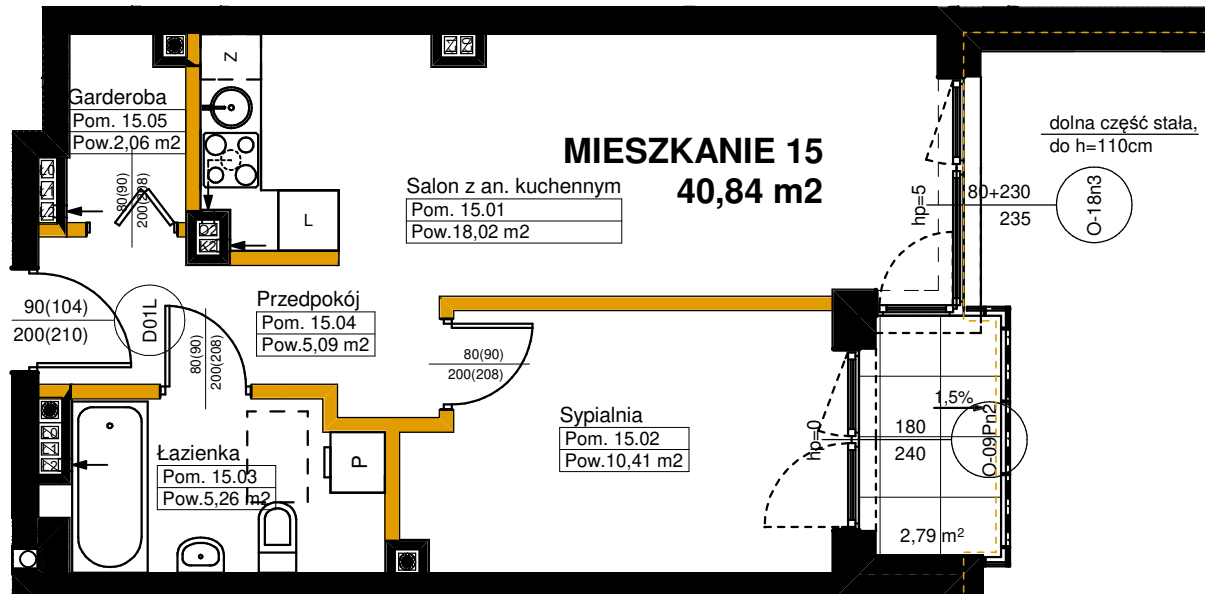 Z
Garderoba
Pom. 15.05
Pow.2,06 m2
80(90)
200(208)
MIESZKANIE 15
40,84 m2
Salon z an. kuchennym
Pom. 15.01
Pow.18,02 m2
L
dolna część stała,
do h=110cm
hp=5
80+230
235
O-18n3
90(104)
200(210)
D01L
Przedpokój
Pom. 15.04
Pow.5,09 m2
80(90)
200(208)
80(90)
200(208)
Sypialnia
Pom. 15.02
Pow.10,41 m2
hp=0
1,5%
180
240
O-09Pn2
2,79 m²
Łazienka
Pom. 15.03
Pow.5,26 m2
P